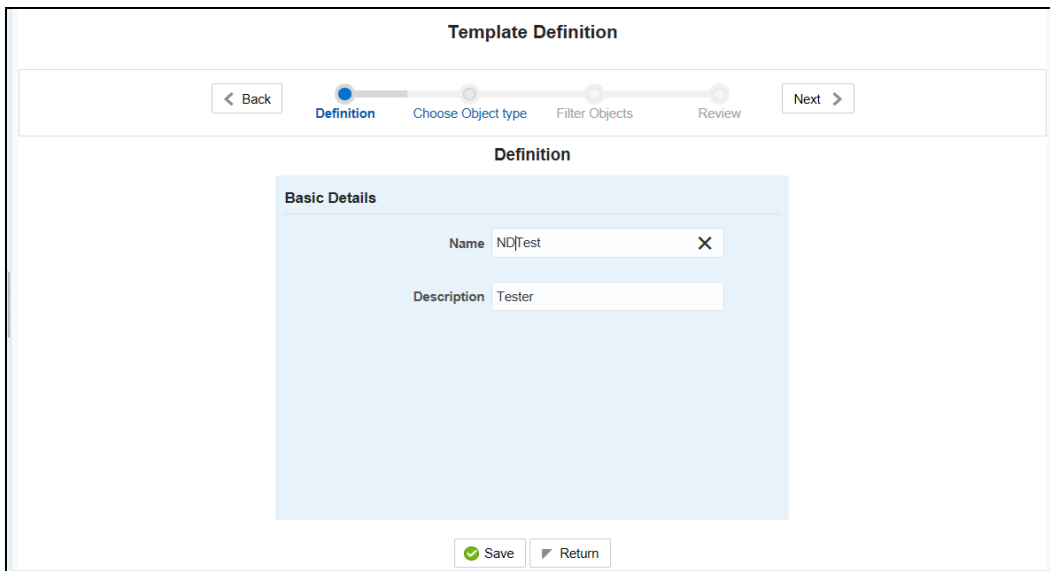 Template Definition
Back
Definition
Choose Object type
Filter Objects
Review
Next
Definition
Basic Details
Name NDTest
Description Tester
Save
Return